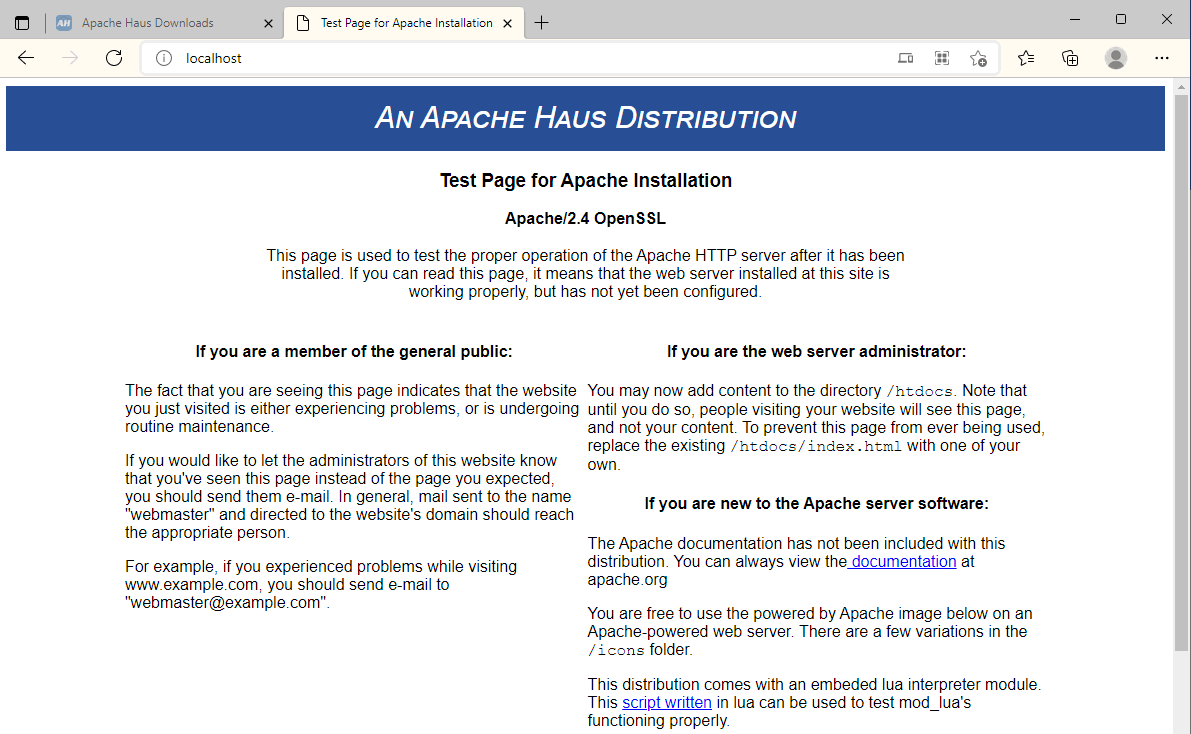 AH Apache Haus Downloads
Test Page for Apache Installation
localhost
AN APACHE HAUS DISTRIBUTION
Test Page for Apache Installation
Apache/2.4 OpenSSL
This page is used to test the proper operation of the Apache HTTP server after it has been
installed. If you can read this page, it means that the web server installed at this site is
working properly, but has not yet been configured.
If you are a member of the general public:
The fact that you are seeing this page indicates that the website
you just visited is either experiencing problems, or is undergoing
routine maintenance.
If you would like to let the administrators of this website know
that you've seen this page instead of the page you expected,
you should send them e-mail. In general, mail sent to the name
"webmaster" and directed to the website's domain should reach
the appropriate person.
For example, if you experienced problems while visiting
www.example.com, you should send e-mail to
"webmaster@example.com".
If you are the web server administrator:
You may now add content to the directory /htdocs. Note that
until you do so, people visiting your website will see this page,
and not your content. To prevent this page from ever being used,
replace the existing /htdocs/index.html with one of your
own.
If you are new to the Apache server software:
The Apache documentation has not been included with this
distribution. You can always view the documentation at
apache.org
You are free to use the powered by Apache image below on an
Apache-powered web server. There are a few variations in the
/icons folder.
This distribution comes with an embeded lua interpreter module.
This script written in lua can be used to test mod_lua's
functioning properly.